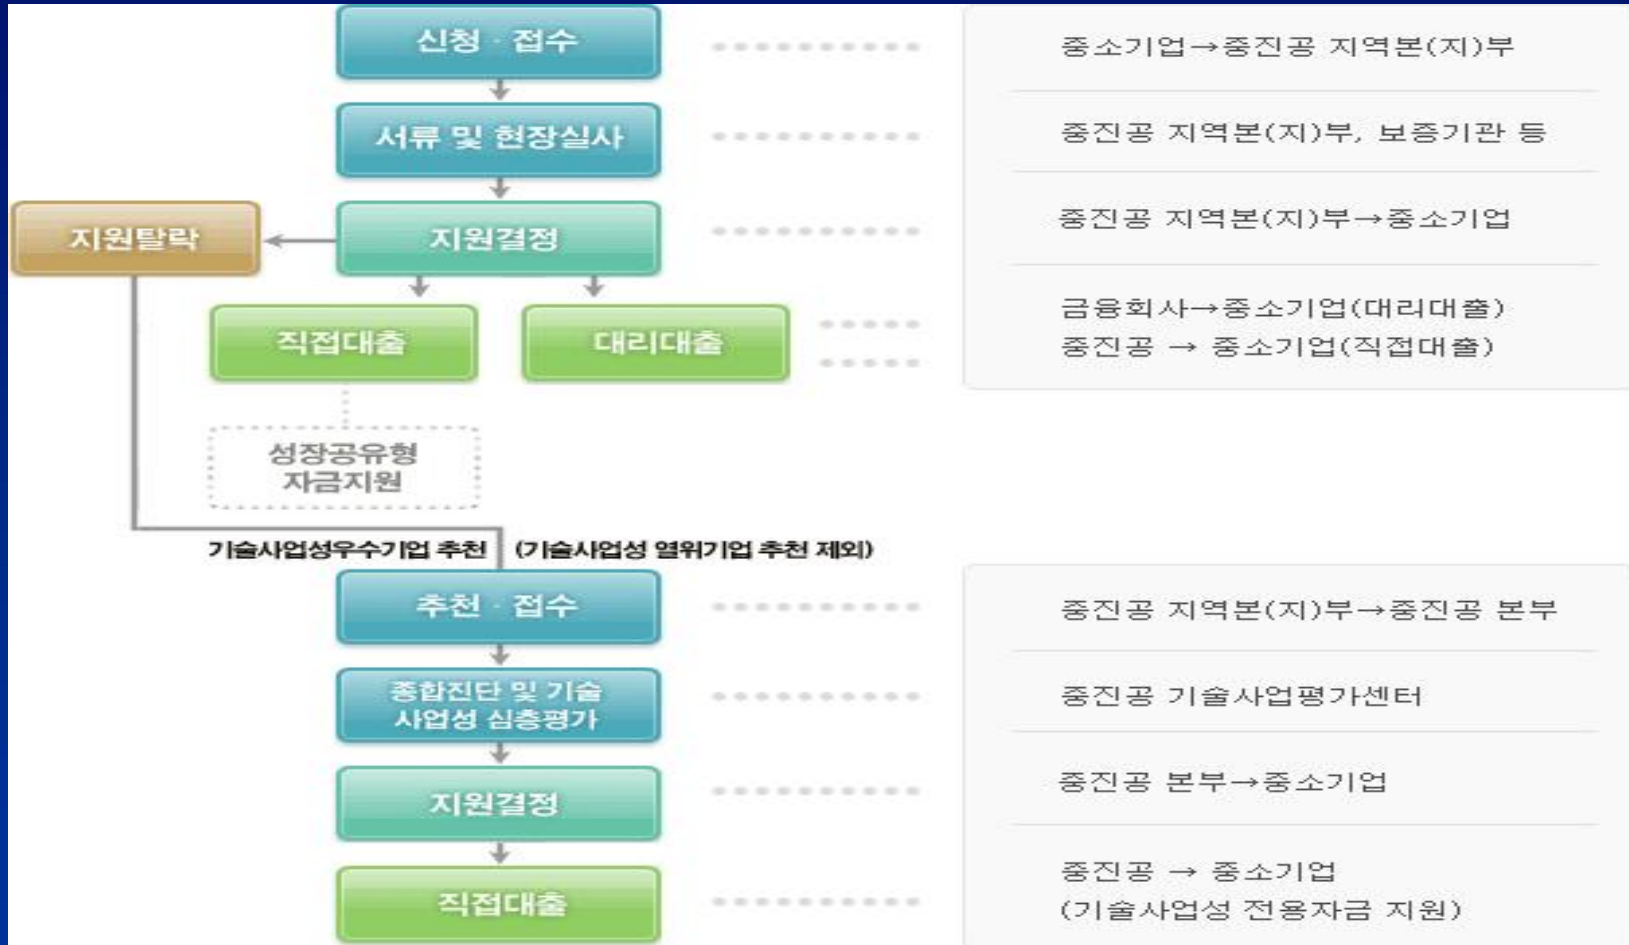 신청 · 접수
중소기업→중진공 지역본(지)부
서류 및 현장실사
중진공 지역본(지)부, 보증기관 등
지원탈락
지원결정
중진공 지역본(지)부→중소기업
직접대출
대리대출
금융회사→중소기업(대리대출)
중진공 → 중소기업(직접대출)
성장공유형
자금지원
기술사업성우수기업 추천 (기술사업성 열위기업 추천 제외)
추천 · 접수
중진공 지역본(지)부→중진공 본부
종합진단 및 기술
사업성 심층평가
중진공 기술사업평가센터
지원결정
중진공 본부→중소기업
직접대출
중진공 → 중소기업
(기술사업성 전용자금 지원)